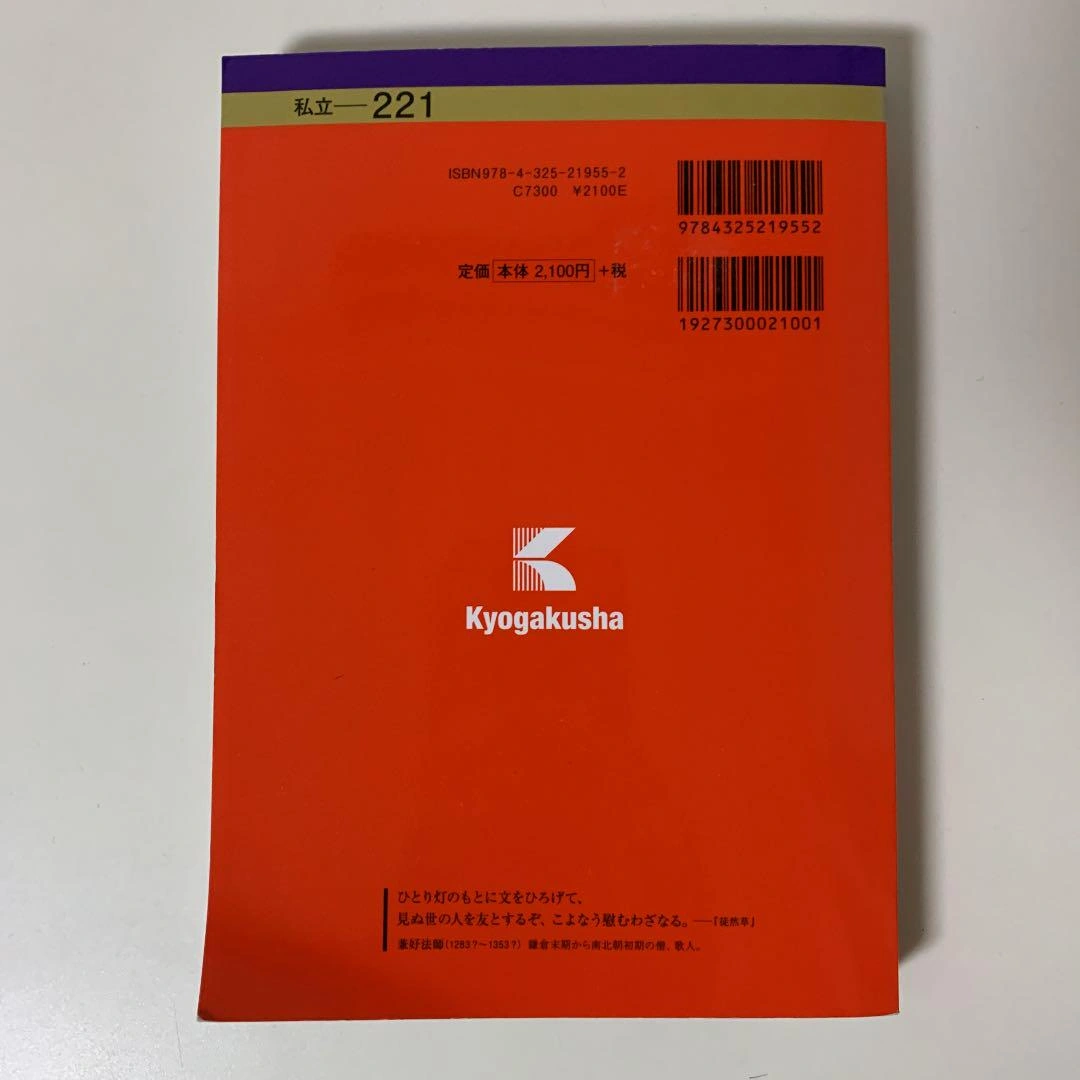 私立―221
ISBN978-4-325-21955-2
C7300 ¥2100E
9784325219552
定価 本体 2,100円 +税
1927300021001
Kyogakusha
ひとり灯のもとに文をひろげて、
見ぬ世の人を友とするぞ、こよなう慰むわざなる。――『徒然草』
兼好法師(1283?〜1353?) 鎌倉末期から南北朝初期の僧、歌人。